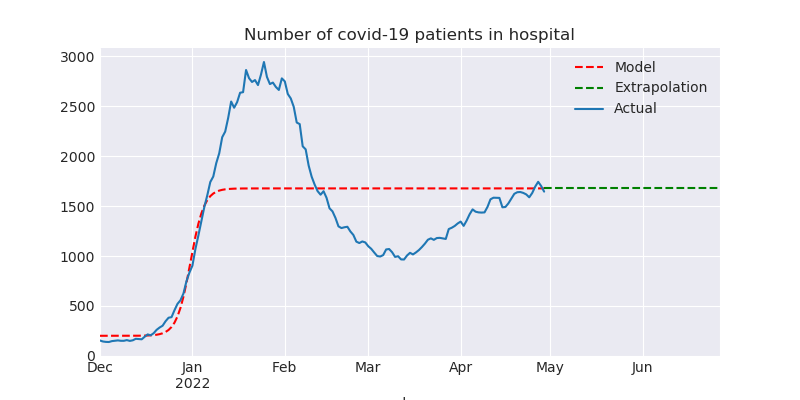 Number of covid-19 patients in hospital
3000
2500
2000
1500
1000
500
0
Model
Extrapolation
Actual
Dec
Jan
2022
Feb
Mar
Apr
May
Jun